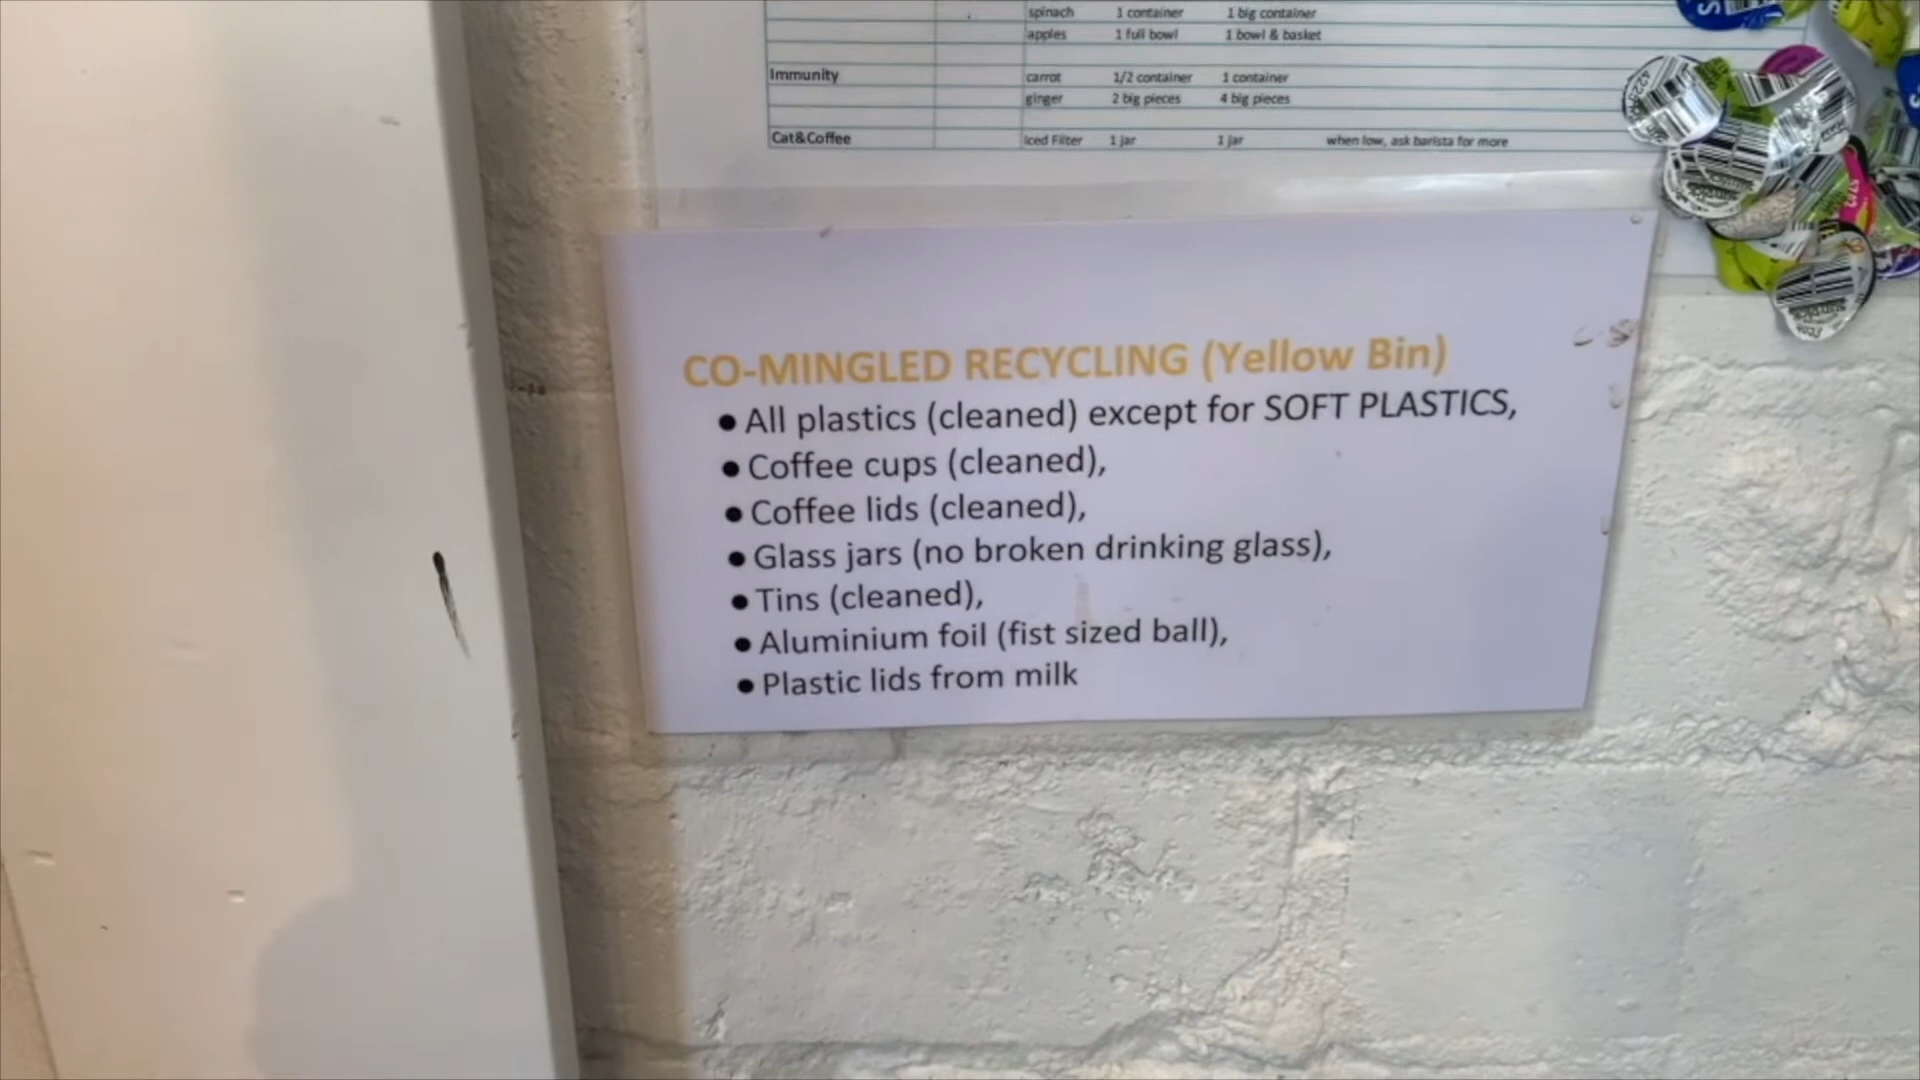 spinach 1 container 1 big container
apples 1 full bowl 1 bowl & basket
Immunity carrot 1/2 container 1 container
ginger 2 big pieces 4 big pieces
Cat&Coffee Iced Filter 1 jar 1 jar when low, ask barista for more
CO-MINGLED RECYCLING (Yellow Bin)
● All plastics (cleaned) except for SOFT PLASTICS,
● Coffee cups (cleaned),
● Coffee lids (cleaned),
● Glass jars (no broken drinking glass),
● Tins (cleaned),
● Aluminium foil (fist sized ball),
● Plastic lids from milk